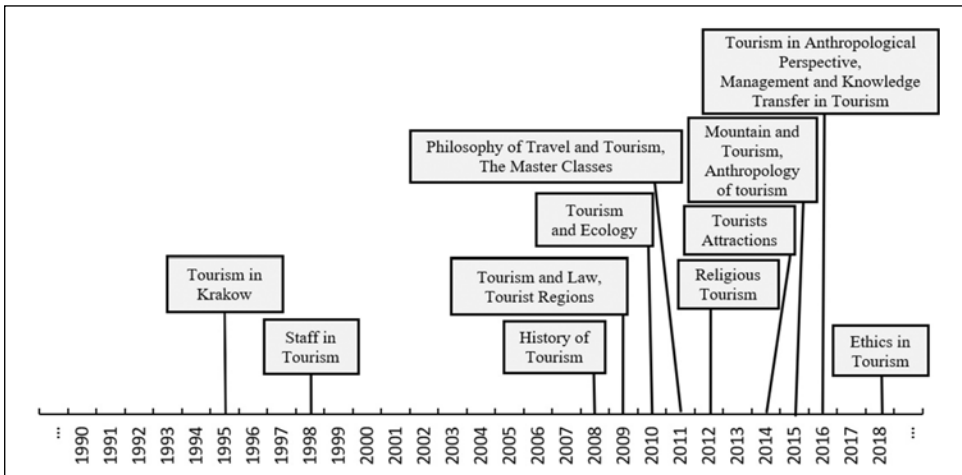 Tourism in Anthropological
Perspective,
Management and Knowledge
Transfer in Tourism
Mountain and
Tourism,
Anthropology
of tourism
Philosophy of Travel and Tourism,
The Master Classes
Tourism
and Ecology
Tourists
Attractions
Tourism in
Krakow
Tourism and Law,
Tourist Regions
Religious
Tourism
Staff in
Tourism
History of
Tourism
Ethics in
Tourism
...
1990
1991
1992
1993
1994
1995
1996
1997
1998
1999
2000
2001
2002
2003
2004
2005
2006
2007
2008
2009
2010
2011
2012
2013
2014
2015
2016
2017
2018
...